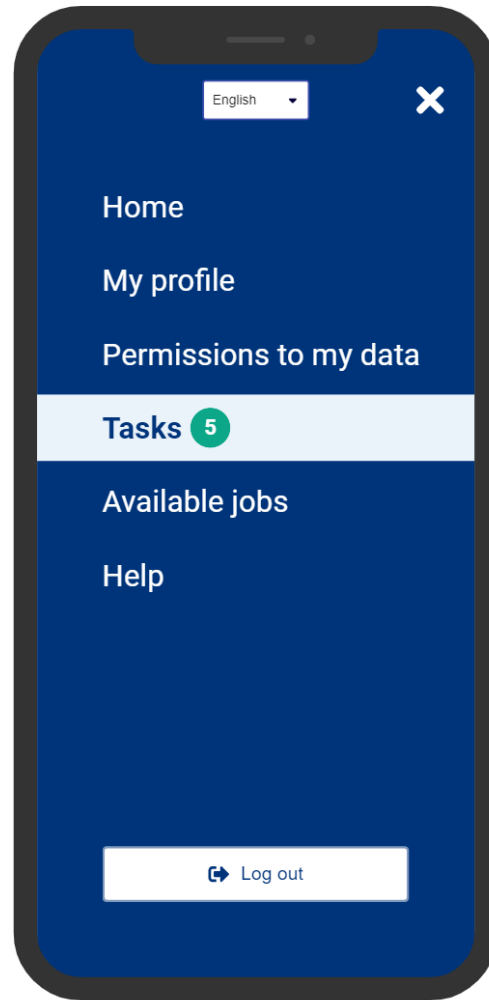 English
Home
My profile
Permissions to my data
Tasks 5
Available jobs
Help
Log out